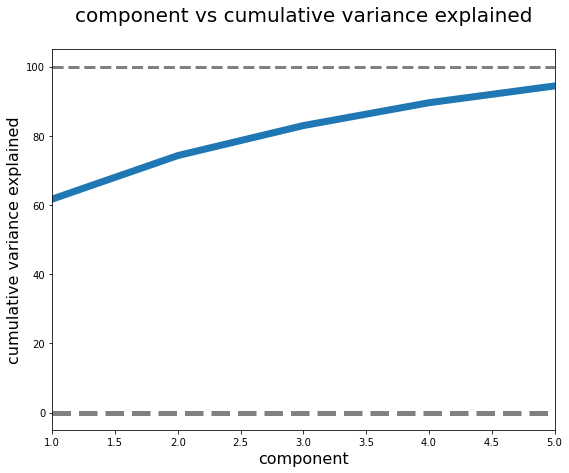 component vs cumulative variance explained
cumulative variance explained
100
80
60
40
20
0
1.0 1.5 2.0 2.5 3.0 3.5 4.0 4.5 5.0
component